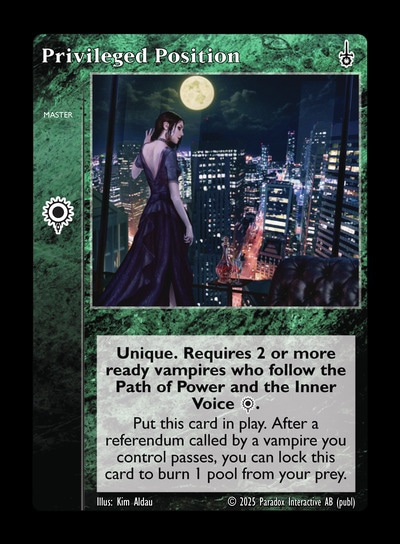 Privileged Position
MASTER
Unique. Requires 2 or more
ready vampires who follow the
Path of Power and the Inner
Voice .
Put this card in play. After a
referendum called by a vampire you
control passes, you can lock this
card to burn 1 pool from your prey.
Illus: Kim Aldau © 2025 Paradox Interactive AB (publ)